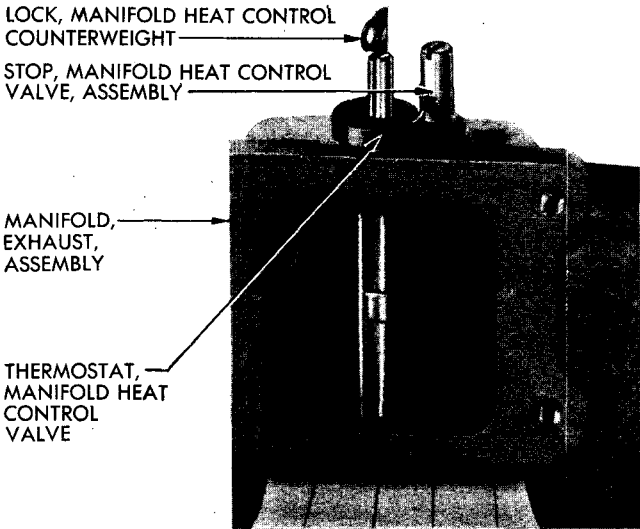 LOCK, MANIFOLD HEAT CONTROL
COUNTERWEIGHT
STOP, MANIFOLD HEAT CONTROL
VALVE, ASSEMBLY
MANIFOLD,
EXHAUST,
ASSEMBLY
THERMOSTAT,
MANIFOLD HEAT
CONTROL
VALVE